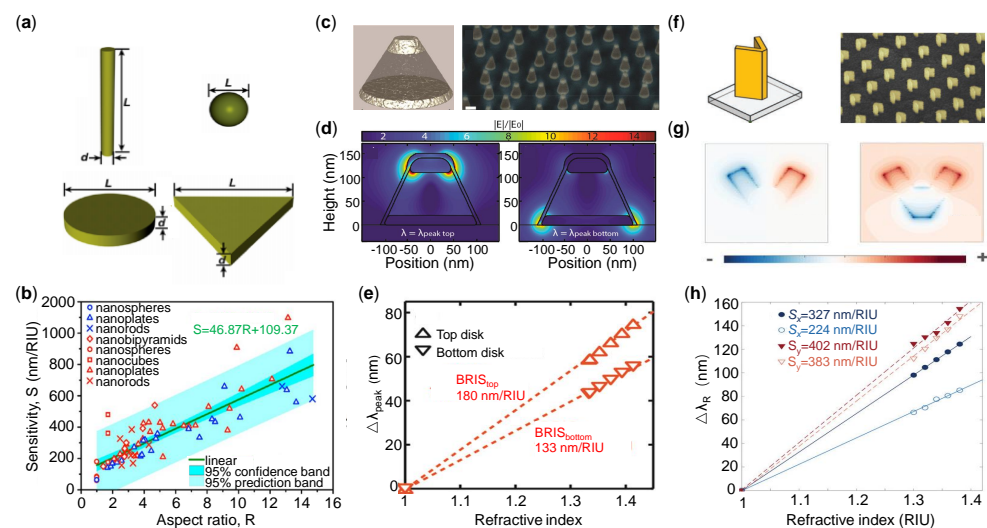 (a)
L
d
L
L
d
L
d
(b)
Sensitivity, S (nm/RIU)
2000
1000
800
600
400
200
0
nanospheres
nanoplates
nanorods
nanobipyramids
nanospheres
nanocubes
nanoplates
nanorods
S=46.87R+109.37
linear
95% confidence band
95% prediction band
0 2 4 6 8 10 12 14 16
Aspect ratio, R
(c)
(d)
|E|/|E0|
2 4 6 8 10 12 14
Height (nm)
150
100
50
0
λ = λpeak top
λ = λpeak bottom
-100 -50 0 50 100
-100 -50 0 50 100
Position (nm)
Position (nm)
(e)
Δλpeak (nm)
80
60
40
20
0
Top disk
Bottom disk
BRIStop
180 nm/RIU
BRISbottom
133 nm/RIU
1 1.1 1.2 1.3 1.4
Refractive index
(f)
(g)
- +
(h)
ΔλR (nm)
160
140
120
100
80
60
40
20
0
Sx=327 nm/RIU
Sx=224 nm/RIU
Sy=402 nm/RIU
Sy=383 nm/RIU
1 1.1 1.2 1.3 1.4
Refractive index (RIU)